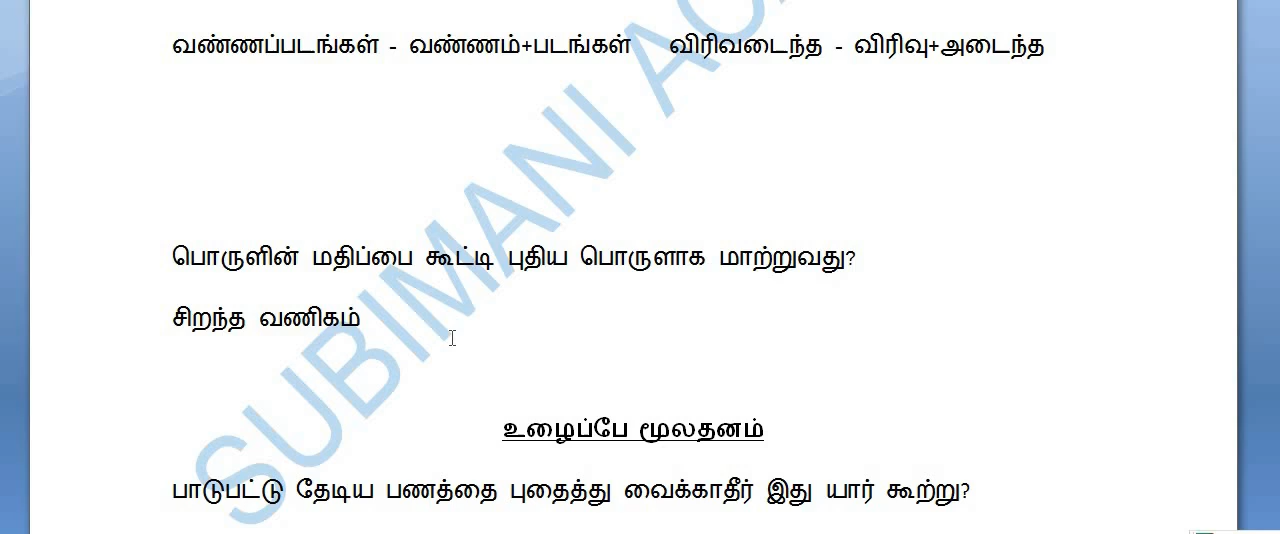 வண்ணப்படங்கள் - வண்ணம்+படங்கள் விரிவடைந்த - விரிவு+அடைந்த
பொருளின் மதிப்பை கூட்டி புதிய பொருளாக மாற்றுவது?
சிறந்த வணிகம்
உழைப்பே மூலதனம்
பாடுபட்டு தேடிய பணத்தை புதைத்து வைக்காதீர் இது யார் கூற்று?
SUBIMANI